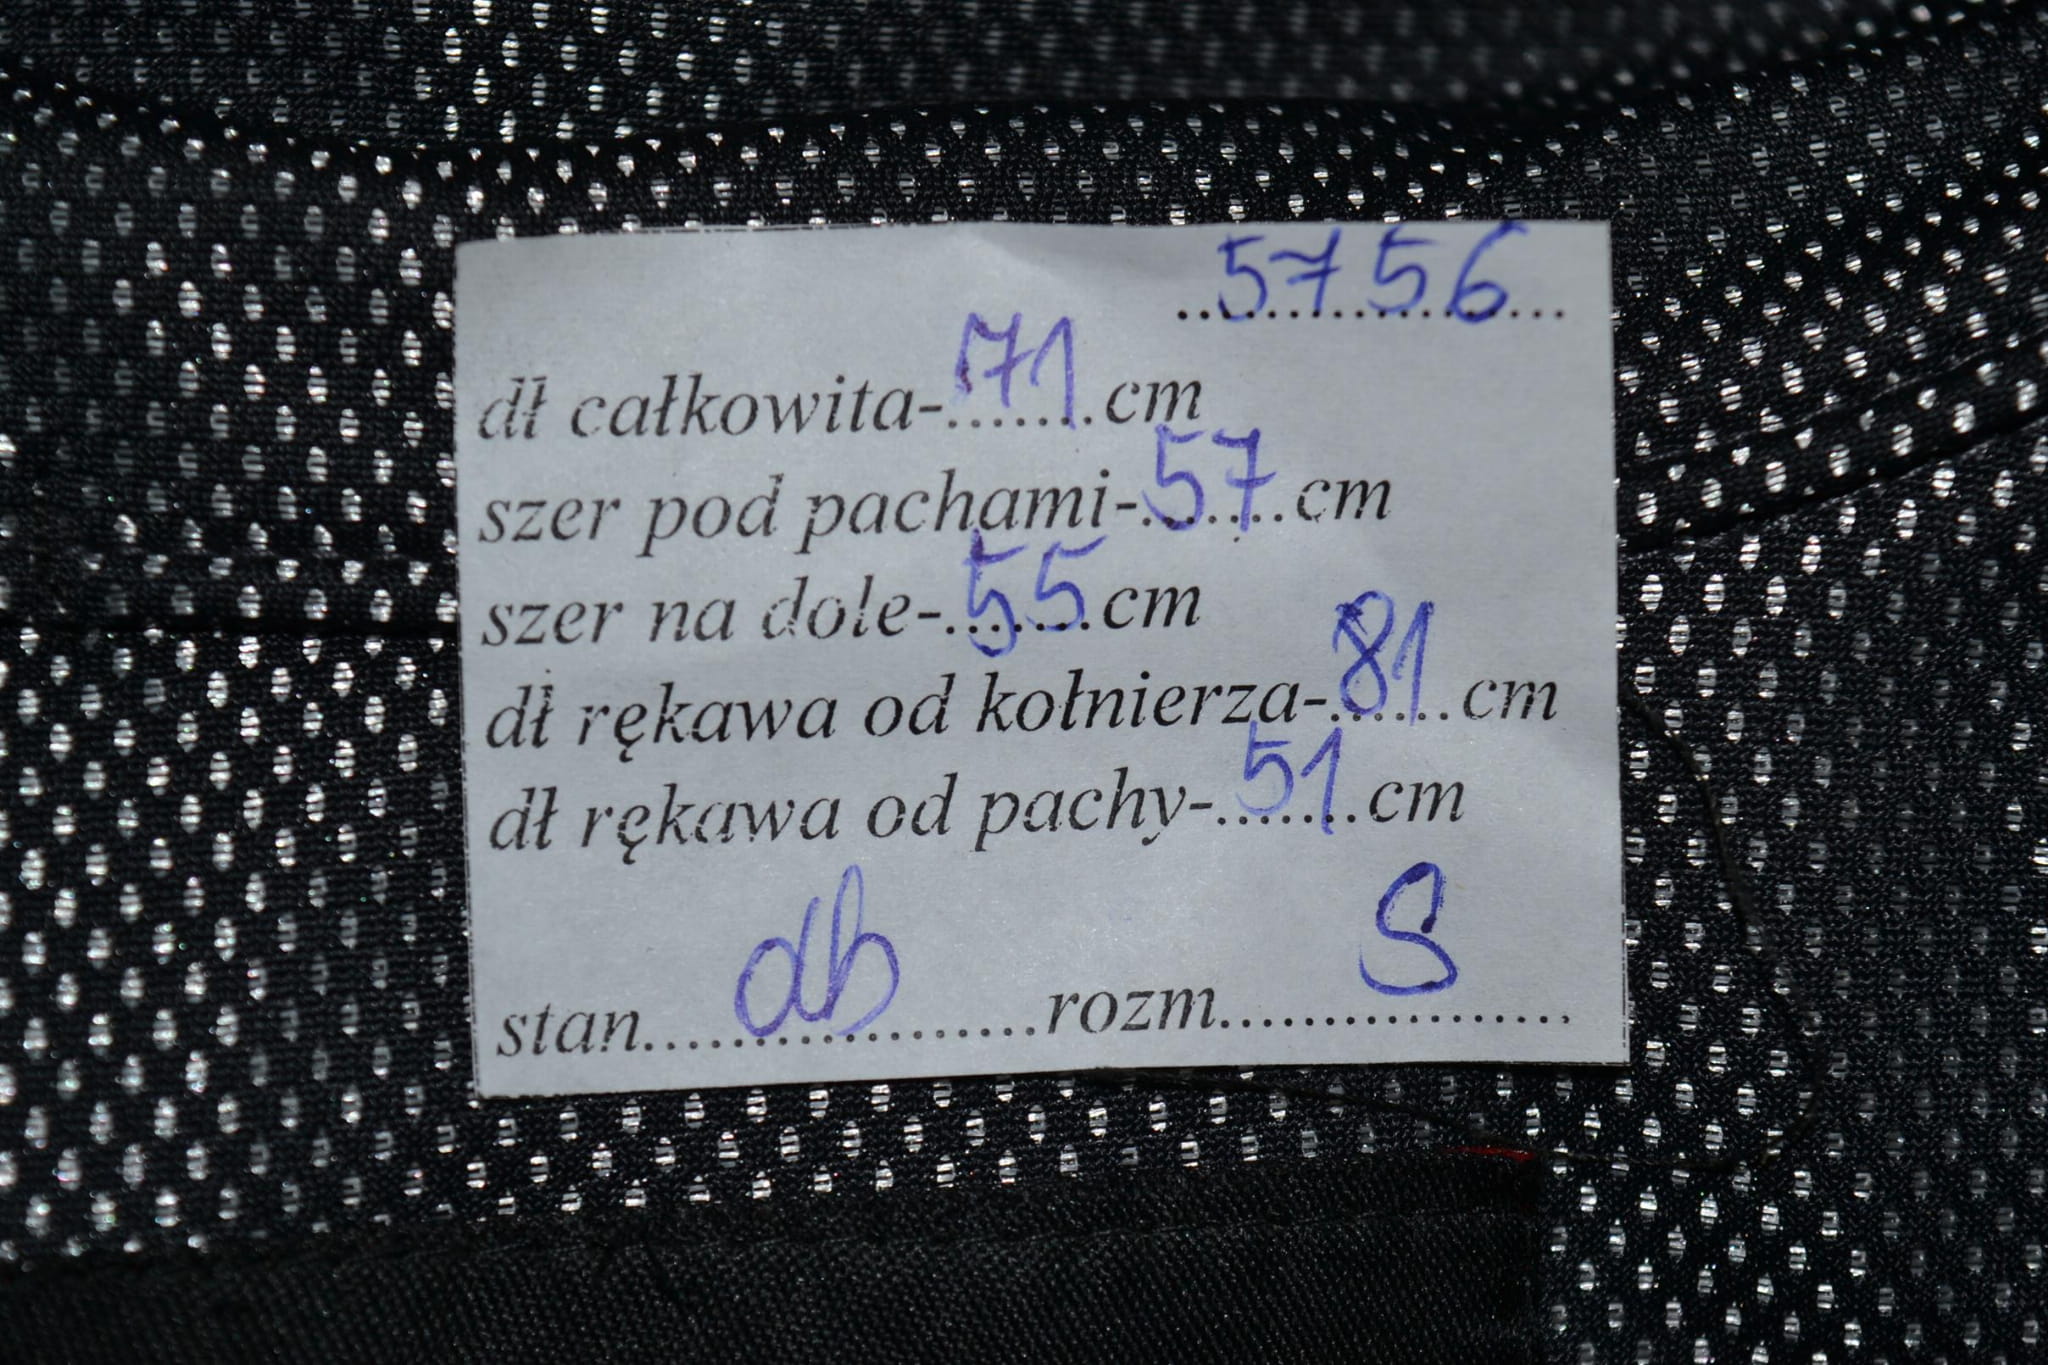 ..5756...
dł całkowita-.71.cm
szer pod pachami-57..cm
szer na dole-.55.cm
dł rękawa od kołnierza-81..cm
dł rękawa od pachy-.51.cm
stan....db........rozm........S......